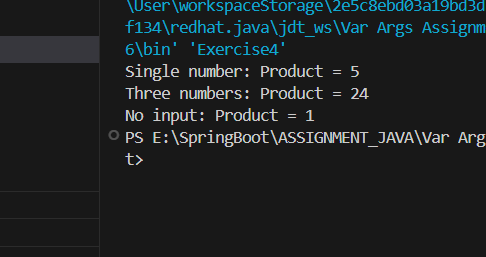 \User\workspaceStorage\2e5c8ebd03a19bd3d
f134\redhat.java\jdt_ws\Var Args Assignm
6\bin' 'Exercise4'
Single number: Product = 5
Three numbers: Product = 24
No input: Product = 1
PS E:\SpringBoot\ASSIGNMENT_JAVA\Var Arg
t>